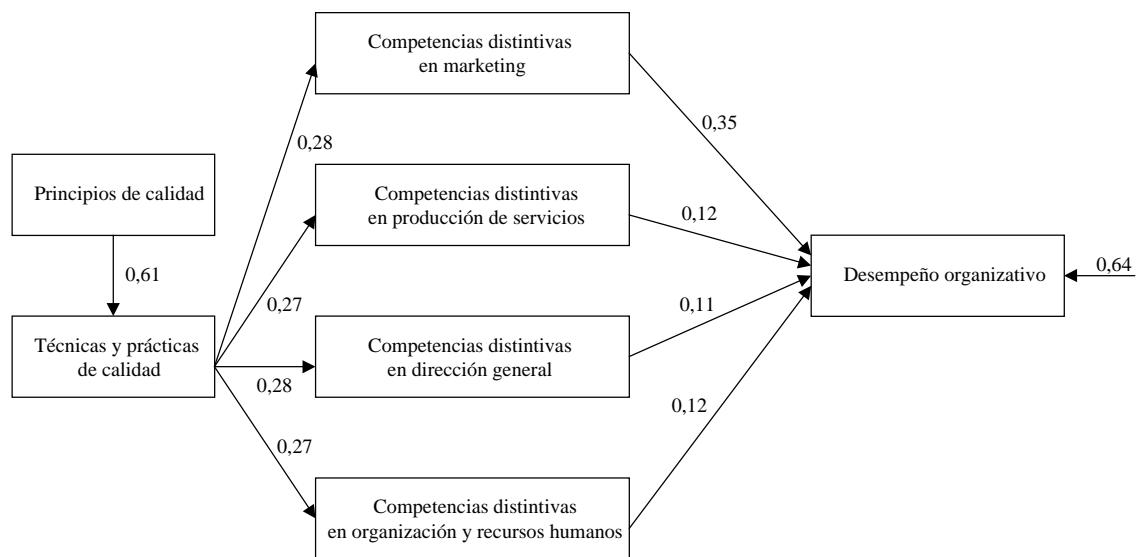 Competencias distintivas
en marketing
0,35
0,28
Principios de calidad
Competencias distintivas
en producción de servicios
0,12
0,61
Desempeño organizativo
0,64
0,27
0,11
Técnicas y prácticas
de calidad
Competencias distintivas
en dirección general
0,28
0,12
0,27
Competencias distintivas
en organización y recursos humanos